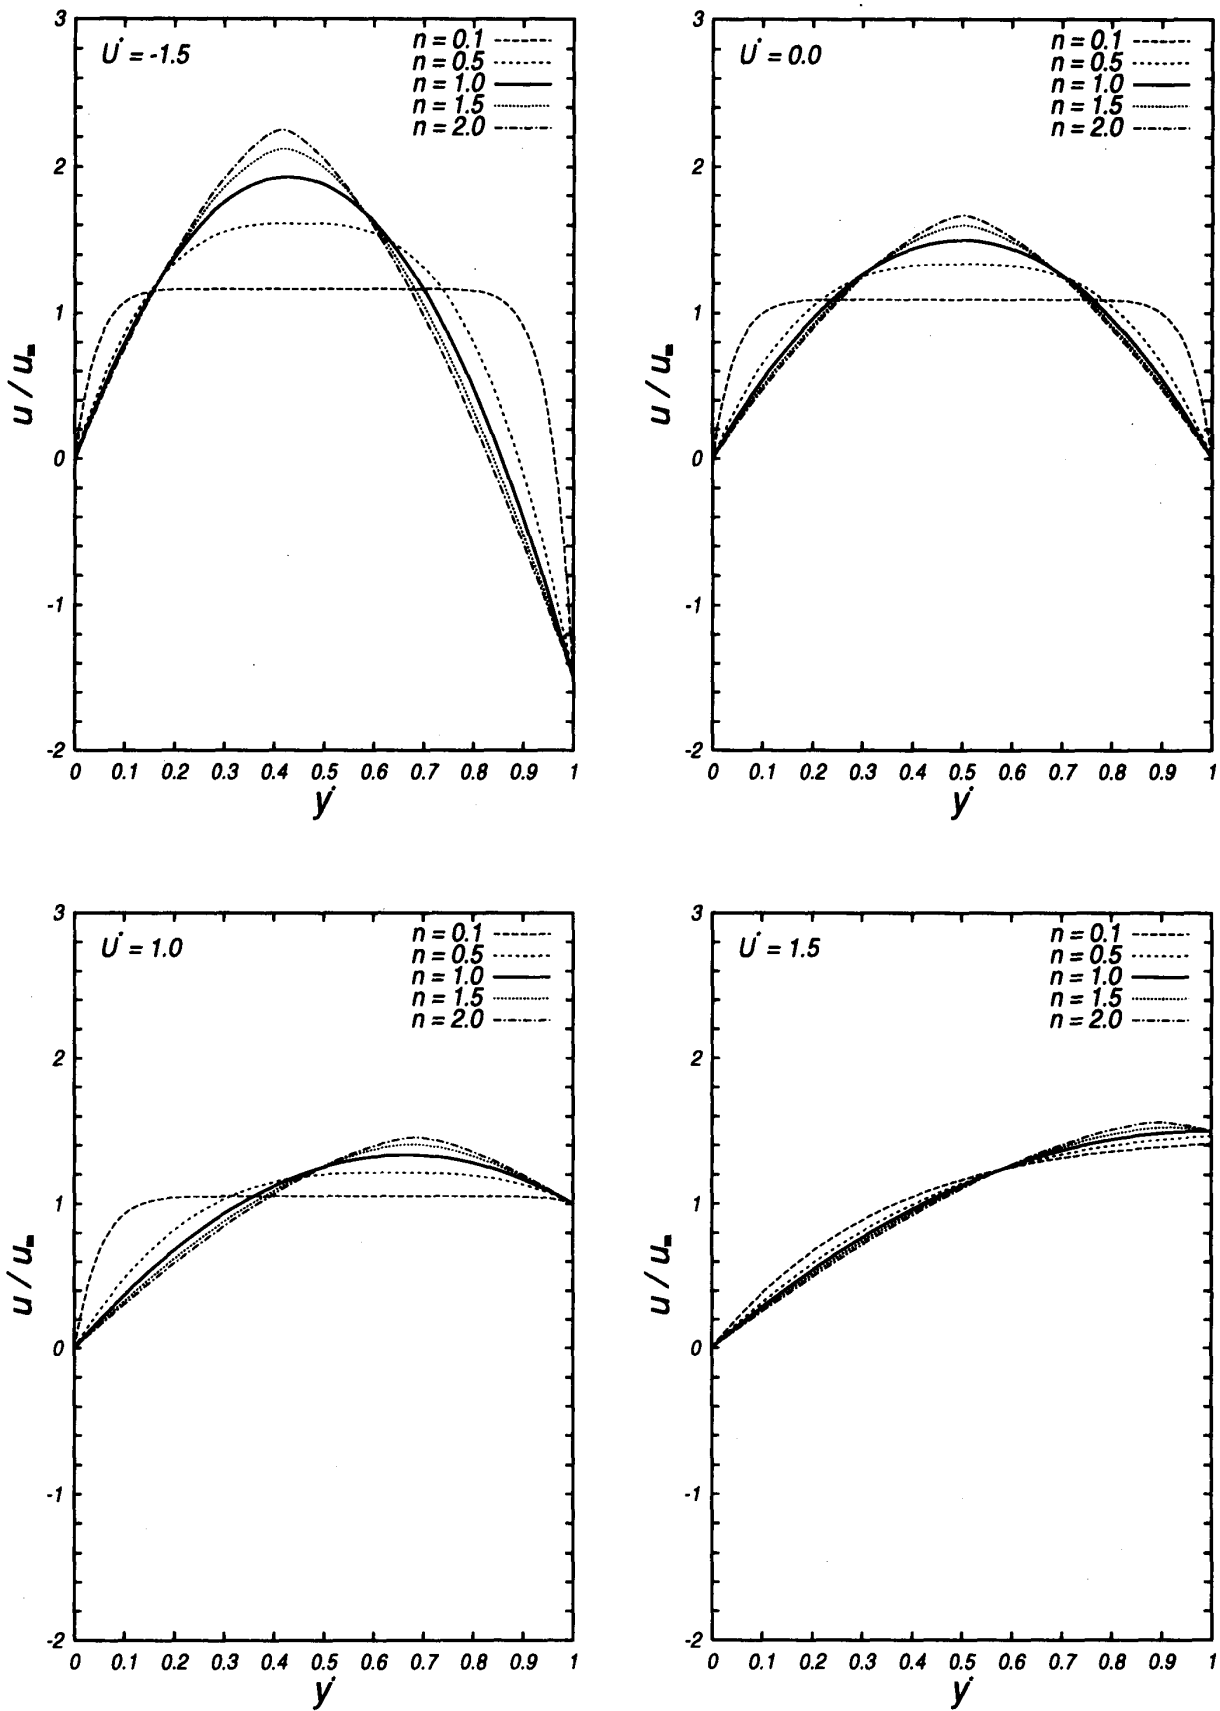 U* = -1.5
n = 0.1
n = 0.5
n = 1.0
n = 1.5
n = 2.0
3
2
1
0
-1
-2
u / um
0 0.1 0.2 0.3 0.4 0.5 0.6 0.7 0.8 0.9 1
y*
U* = 0.0
n = 0.1
n = 0.5
n = 1.0
n = 1.5
n = 2.0
3
2
1
0
-1
-2
u / um
0 0.1 0.2 0.3 0.4 0.5 0.6 0.7 0.8 0.9 1
y*
U* = 1.0
n = 0.1
n = 0.5
n = 1.0
n = 1.5
n = 2.0
3
2
1
0
-1
-2
u / um
0 0.1 0.2 0.3 0.4 0.5 0.6 0.7 0.8 0.9 1
y*
U* = 1.5
n = 0.1
n = 0.5
n = 1.0
n = 1.5
n = 2.0
3
2
1
0
-1
-2
u / um
0 0.1 0.2 0.3 0.4 0.5 0.6 0.7 0.8 0.9 1
y*